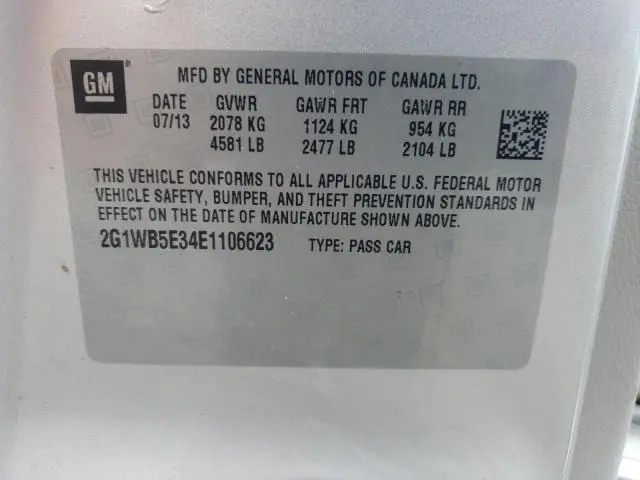 GM
MFD BY GENERAL MOTORS OF CANADA LTD.
DATE GVWR GAWR FRT GAWR RR
07/13 2078 KG 1124 KG 954 KG
4581 LB 2477 LB 2104 LB
THIS VEHICLE CONFORMS TO ALL APPLICABLE U.S. FEDERAL MOTOR
VEHICLE SAFETY, BUMPER, AND THEFT PREVENTION STANDARDS IN
EFFECT ON THE DATE OF MANUFACTURE SHOWN ABOVE.
2G1WB5E34E1106623 TYPE: PASS CAR